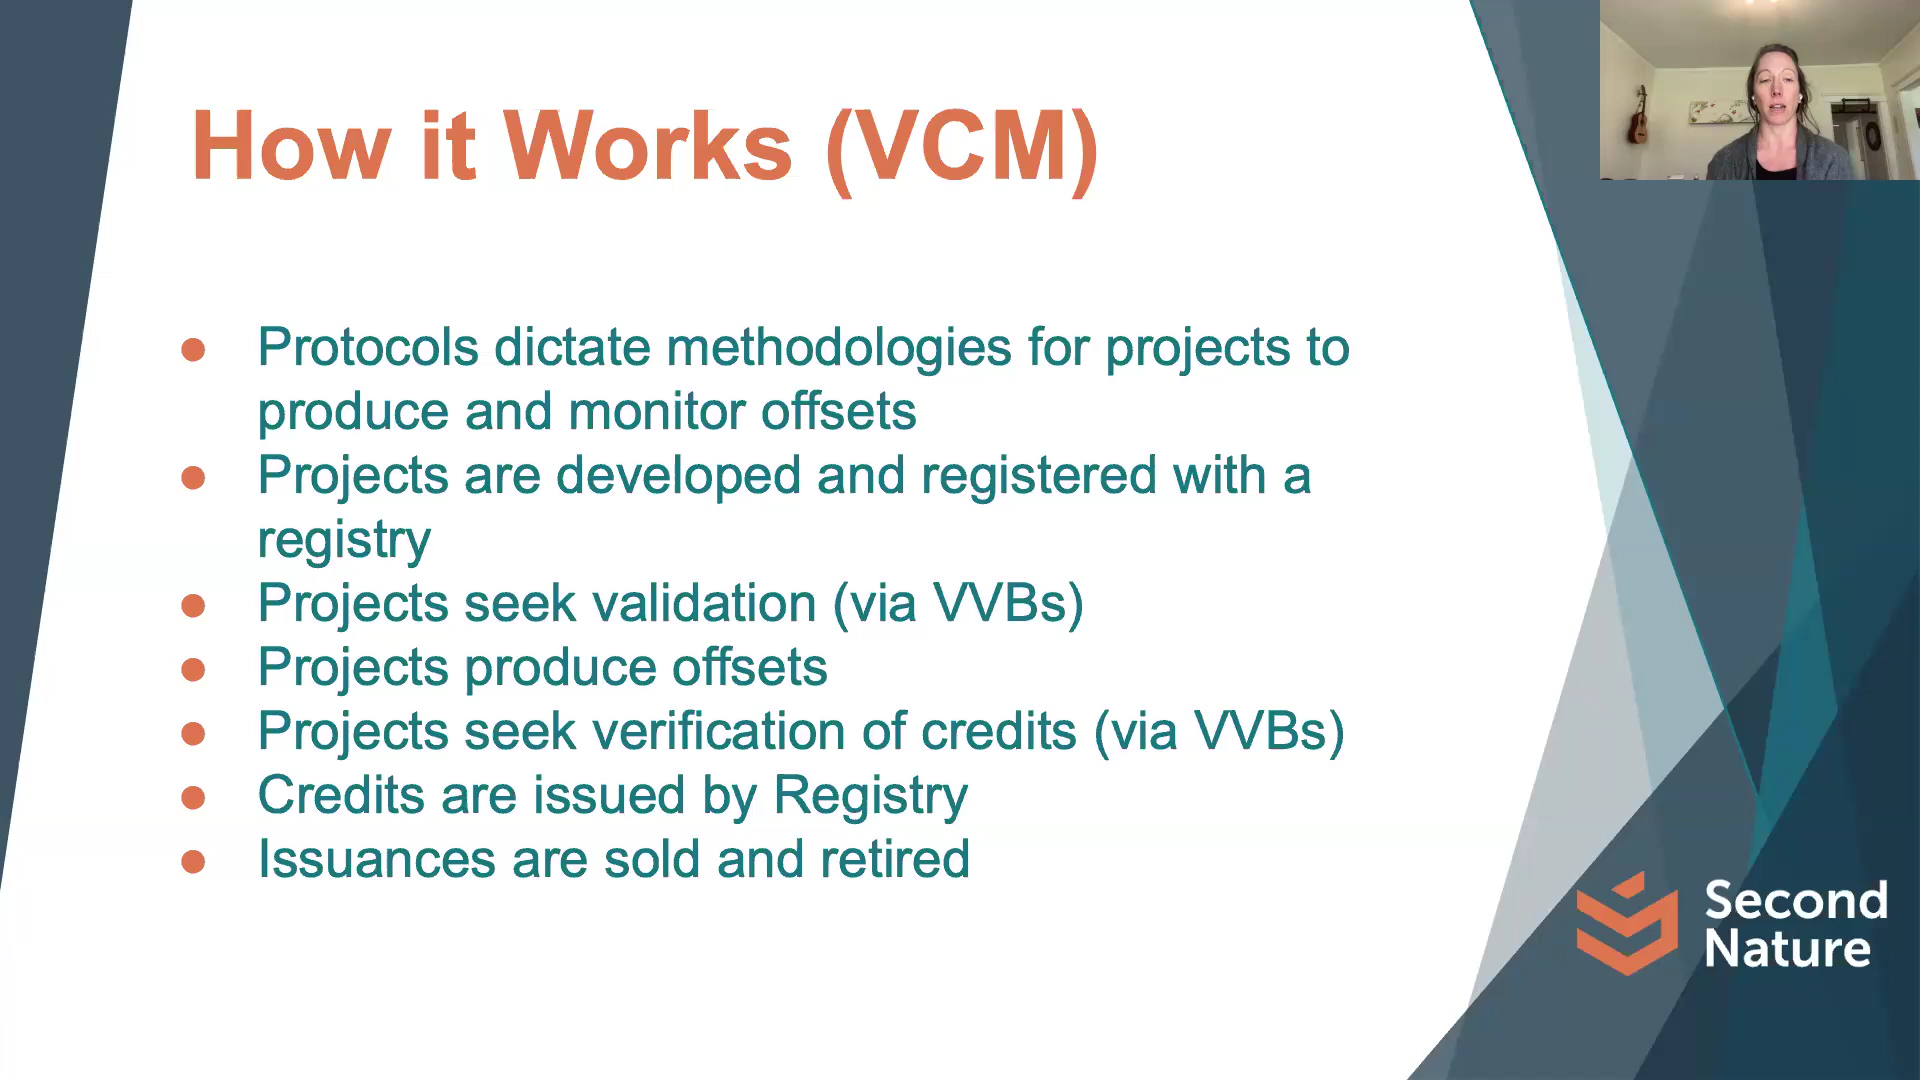 How it Works (VCM)
● Protocols dictate methodologies for projects to
produce and monitor offsets
● Projects are developed and registered with a
registry
● Projects seek validation (via VVBs)
● Projects produce offsets
● Projects seek verification of credits (via VVBs)
● Credits are issued by Registry
● Issuances are sold and retired
Second
Nature